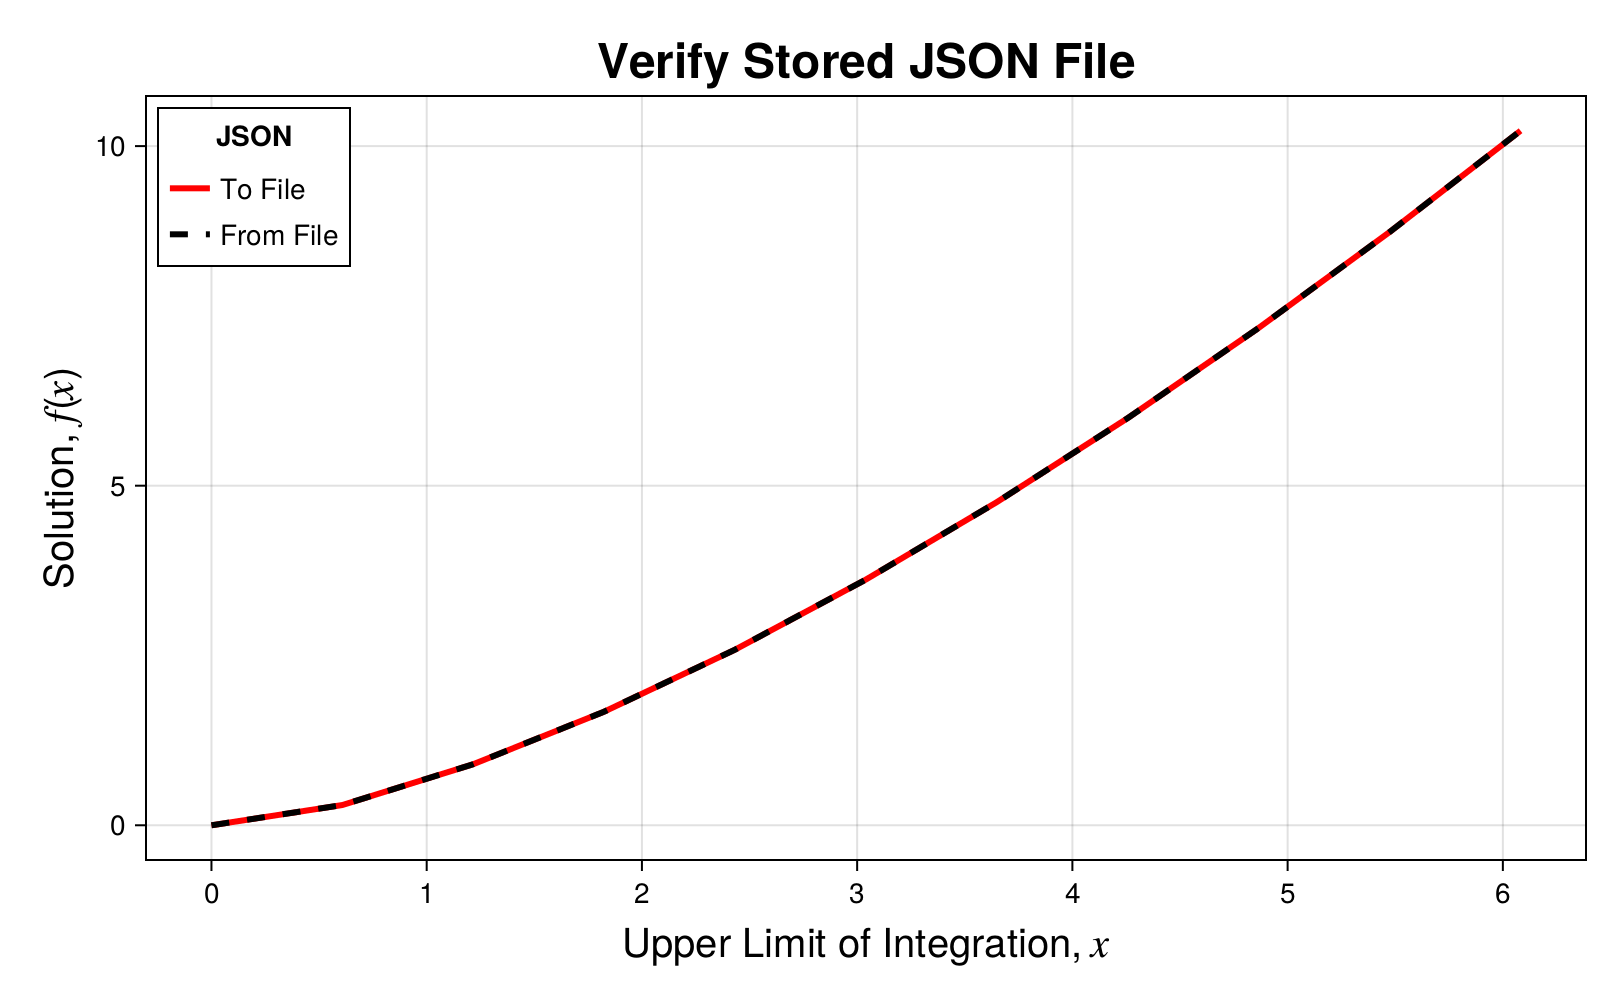 Verify Stored JSON File
JSON
To File
From File
10
5
0
Solution, f(x)
0 1 2 3 4 5 6
Upper Limit of Integration, x